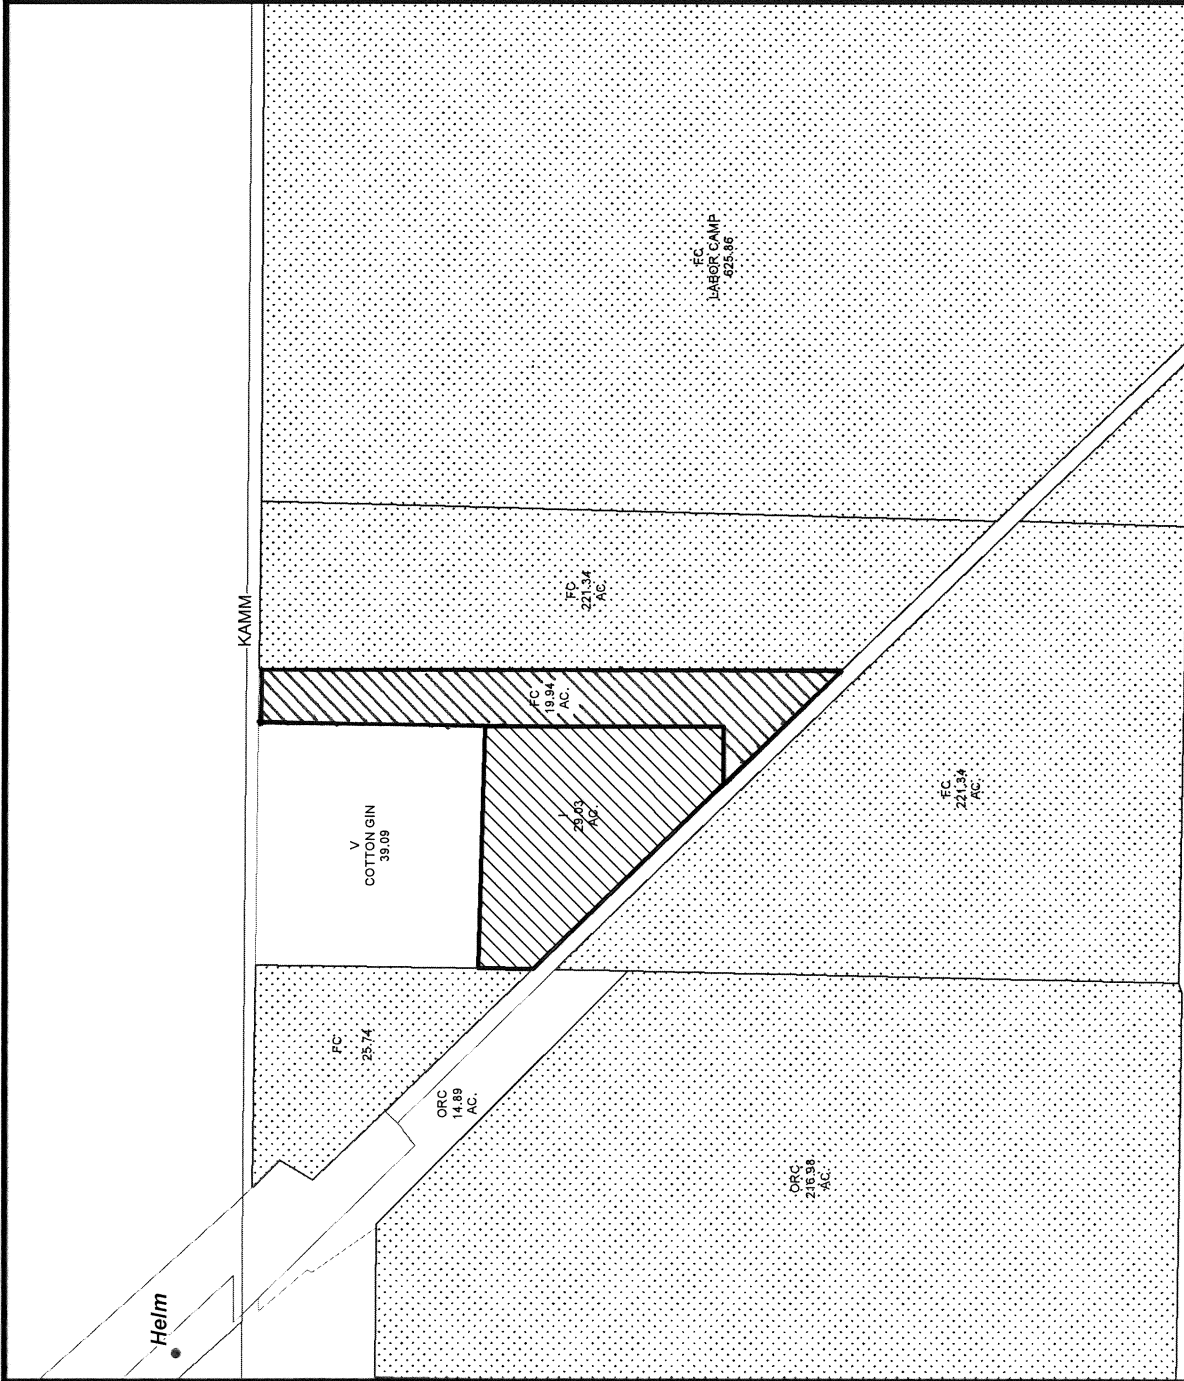 Helm
KAMM
FC
25.74
ORC
14.89
AC.
V
COTTON GIN
39.09
I
29.03
AC.
FC
19.94
AC.
FC
221.34
AC.
FC
LABOR CAMP
625.86
ORC
216.98
AC.
FC
221.34
AC.